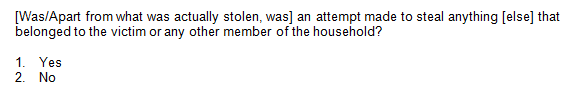 [Was/Apart from what was actually stolen, was] an attempt made to steal anything [else] that
belonged to the victim or any other member of the household?
1. Yes
2. No